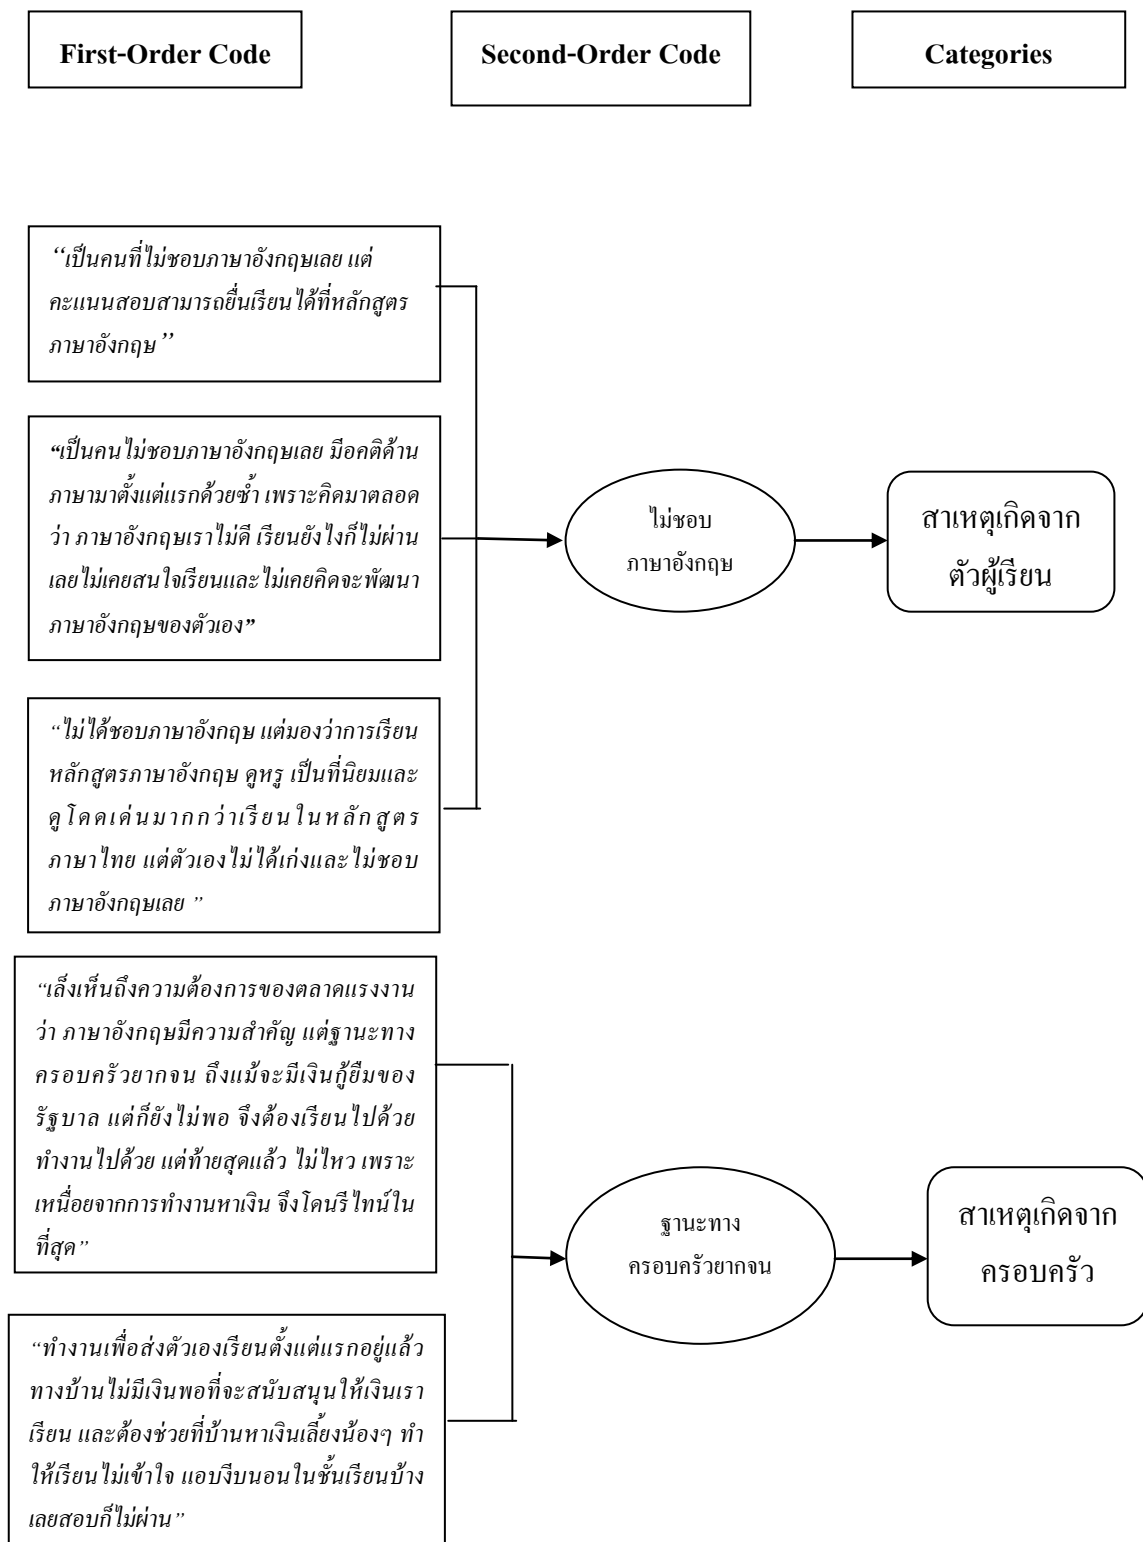 First-Order Code
Second-Order Code
Categories
“เป็นคนที่ไม่ชอบภาษาอังกฤษเลย แต่
คะแนนสอบสามารถยื่นเรียนได้ที่หลักสูตร
ภาษาอังกฤษ”
“เป็นคนไม่ชอบภาษาอังกฤษเลย มีอคติด้าน
ภาษามาตั้งแต่แรกด้วยซ้ำ เพราะคิดมาตลอด
ว่า ภาษาอังกฤษเราไม่ดี เรียนยังไงก็ไม่ผ่าน
เลยไม่เคยสนใจเรียนและไม่เคยคิดจะพัฒนา
ภาษาอังกฤษของตัวเอง”
ไม่ชอบ
ภาษาอังกฤษ
สาเหตุเกิดจาก
ตัวผู้เรียน
“ไม่ได้ชอบภาษาอังกฤษ แต่มองว่าการเรียน
หลักสูตรภาษาอังกฤษ ดูหรู เป็นที่นิยมและ
ดูโดดเด่นมากกว่าเรียนในหลักสูตร
ภาษาไทย แต่ตัวเองไม่ได้เก่งและไม่ชอบ
ภาษาอังกฤษเลย ”
“เล็งเห็นถึงความต้องการของตลาดแรงงาน
ว่า ภาษาอังกฤษมีความสำคัญ แต่ฐานะทาง
ครอบครัวยากจน ถึงแม้จะมีเงินกู้ยืมของ
รัฐบาล แต่ก็ยังไม่พอ จึงต้องเรียนไปด้วย
ทำงานไปด้วย แต่ท้ายสุดแล้ว ไม่ไหว เพราะ
เหนื่อยจากการทำงานหาเงิน จึงโดนรีไทน์ใน
ที่สุด”
ฐานะทาง
ครอบครัวยากจน
สาเหตุเกิดจาก
ครอบครัว
“ทำงานเพื่อส่งตัวเองเรียนตั้งแต่แรกอยู่แล้ว
ทางบ้านไม่มีเงินพอที่จะสนับสนุนให้เงินเรา
เรียน และต้องช่วยที่บ้านหาเงินเลี้ยงน้องๆ ทำ
ให้เรียนไม่เข้าใจ แอบงีบนอนในชั้นเรียนบ้าง
เลยสอบก็ไม่ผ่าน”